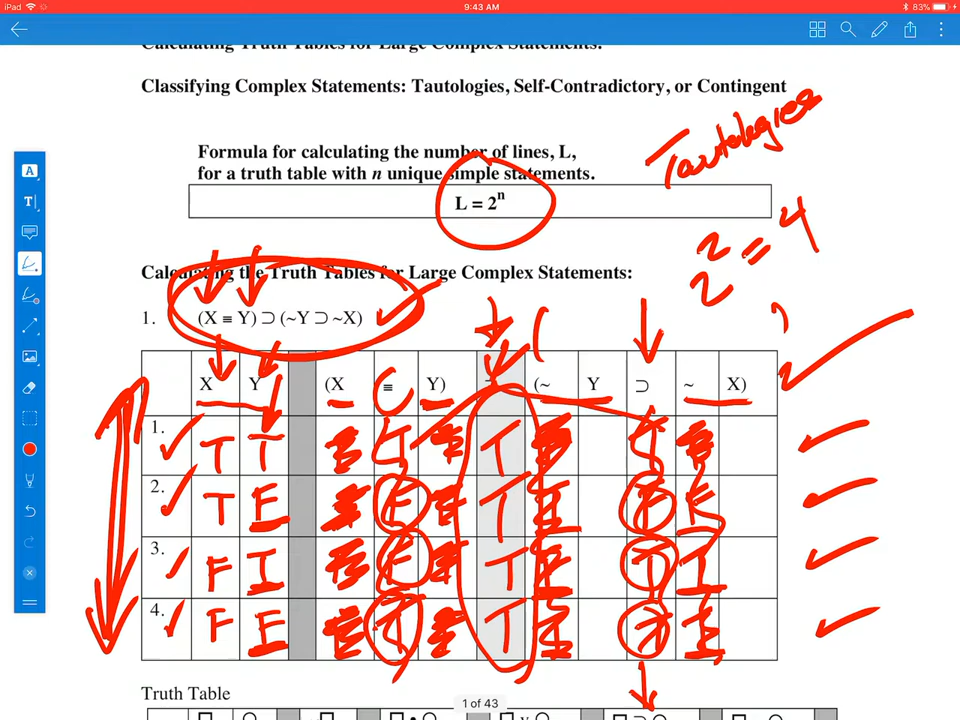 iPad 9:43 AM 83%
Calculating Truth Tables for Large Complex Statements.
Classifying Complex Statements: Tautologies, Self-Contradictory, or Contingent
Tautologies
Formula for calculating the number of lines, L,
for a truth table with n unique simple statements.
L = 2ⁿ
2² = 4
Calculating the Truth Tables for Large Complex Statements:
1. (X ≡ Y) ⊃ (~Y ⊃ ~X)
X Y (X ≡ Y) (~ Y ⊃ ~ X)
1. T T T T T
2. T F F T T F F
3. F T F T F T T
4. F F T T T T T
1 of 43
Truth Table